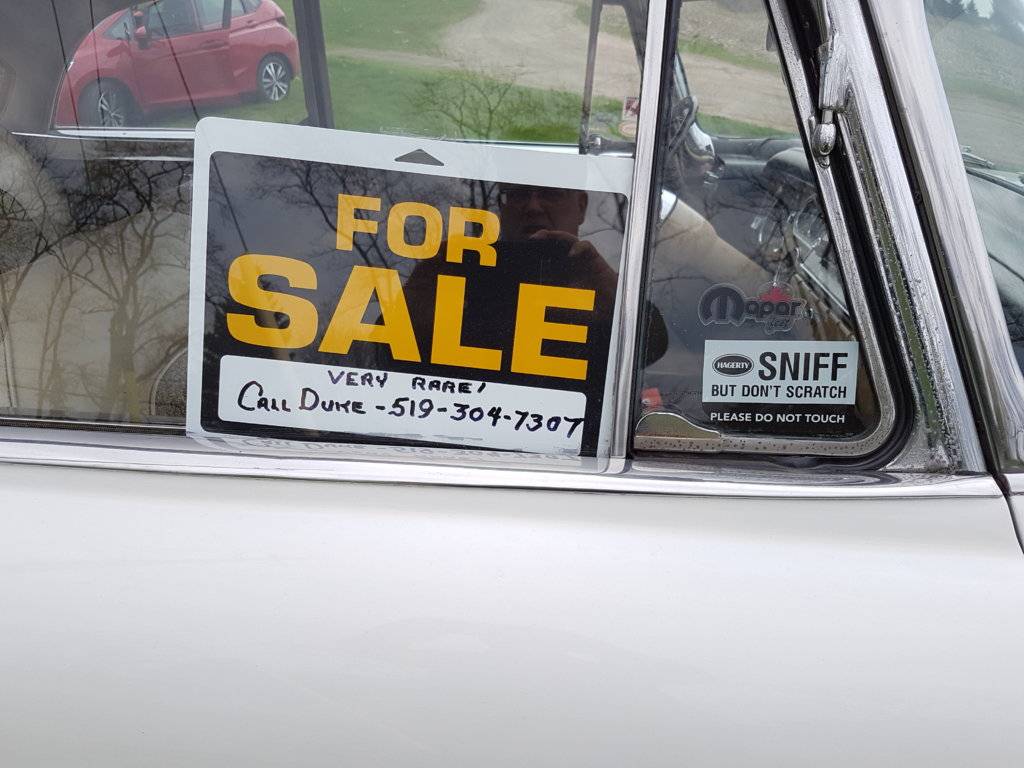 FOR
SALE
VERY RARE!
CALL DUKE - 519-304-7307
Mopar
fest
HAGERTY SNIFF
BUT DON'T SCRATCH
PLEASE DO NOT TOUCH